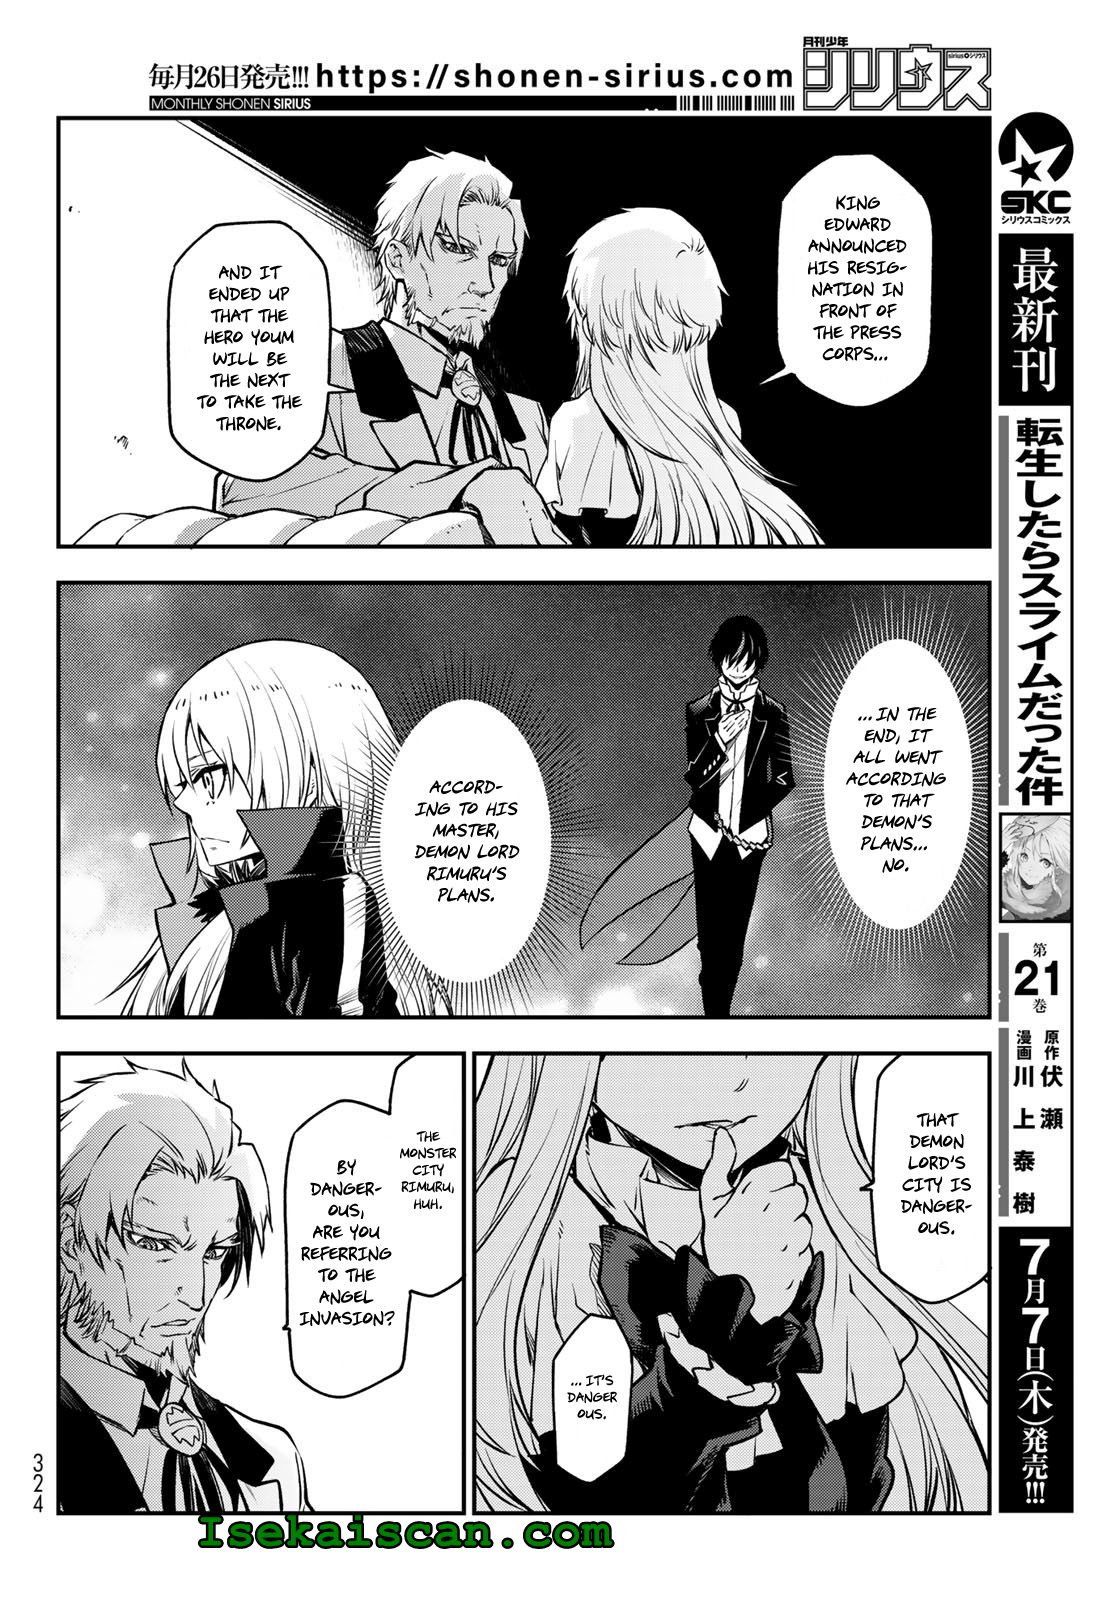 毎月26日発売!!! https://shonen-sirius.com
MONTHLY SHONEN SIRIUS
月刊少年
シリウス
sirius シリウス
KING
EDWARD
ANNOUNCED
HIS RESIG-
NATION IN
FRONT OF
THE PRESS
CORPS...
AND IT
ENDED UP
THAT THE
HERO YOUM
WILL BE
THE NEXT
TO TAKE THE
THRONE.
...IN THE
END, IT
ALL WENT
ACCORDING
TO THAT
DEMON'S
PLANS...
NO.
ACCORD-
ING TO HIS
MASTER,
DEMON LORD
RIMURU'S
PLANS.
THAT
DEMON
LORD'S
CITY IS
DANGER-
OUS.
...IT'S
DANGER
OUS.
THE
MONSTER
CITY
RIMURU,
HUH.
BY
DANGER-
OUS,
ARE YOU
REFERRING
TO THE
ANGEL
INVASION?
SKC
シリウスコミックス
最新刊
転生したらスライムだった件
第21巻
原作 伏瀬
漫画 川上泰樹
7月7日(木)発売!!!
324
Isekaiscan.com